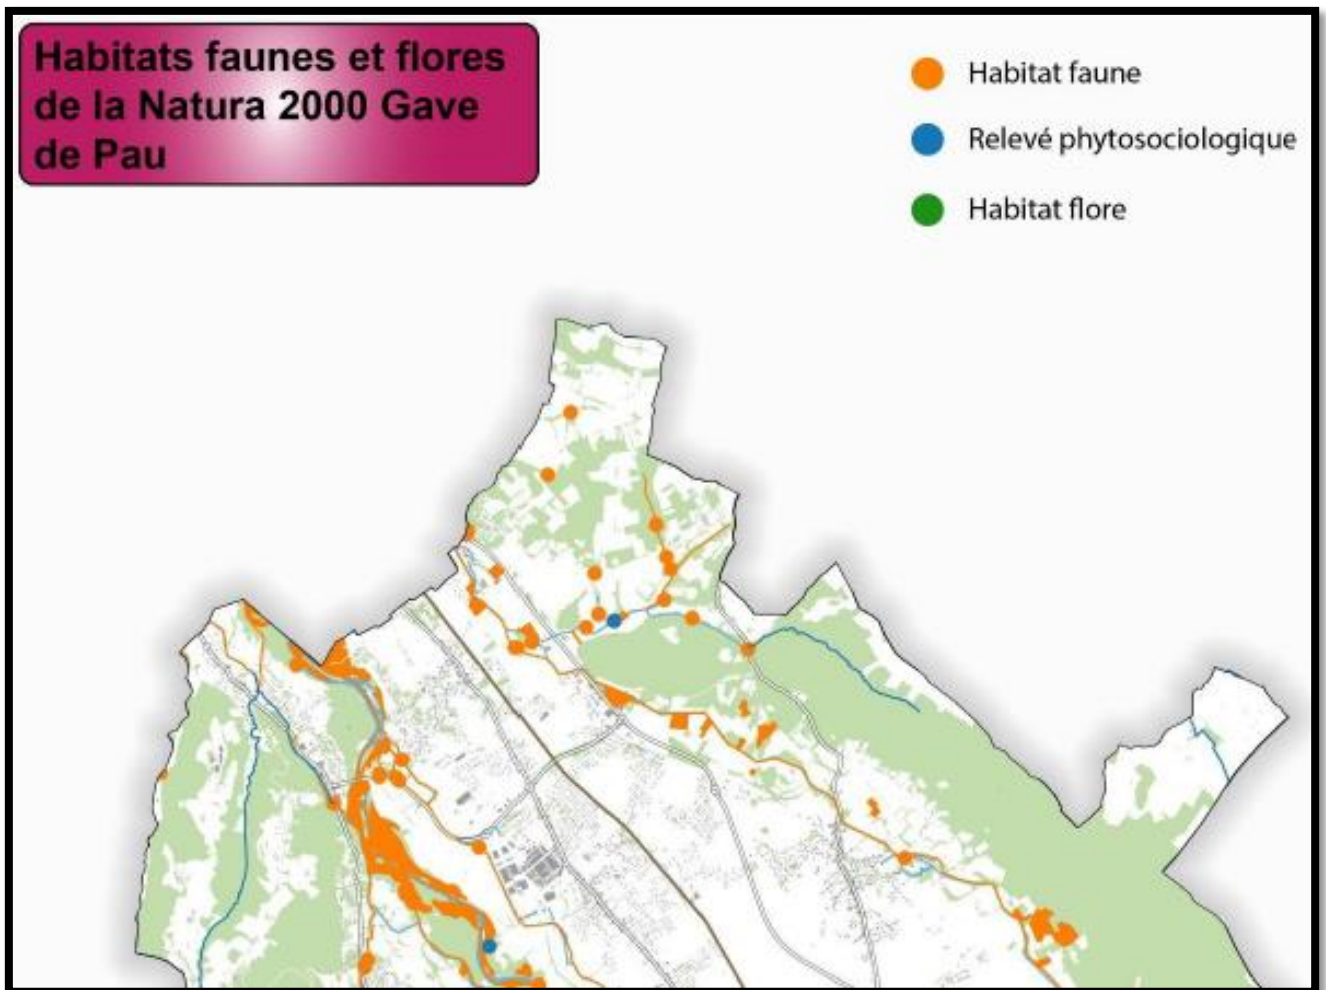 Habitats faunes et flores
de la Natura 2000 Gave
de Pau
Habitat faune
Relevé phytosociologique
Habitat flore